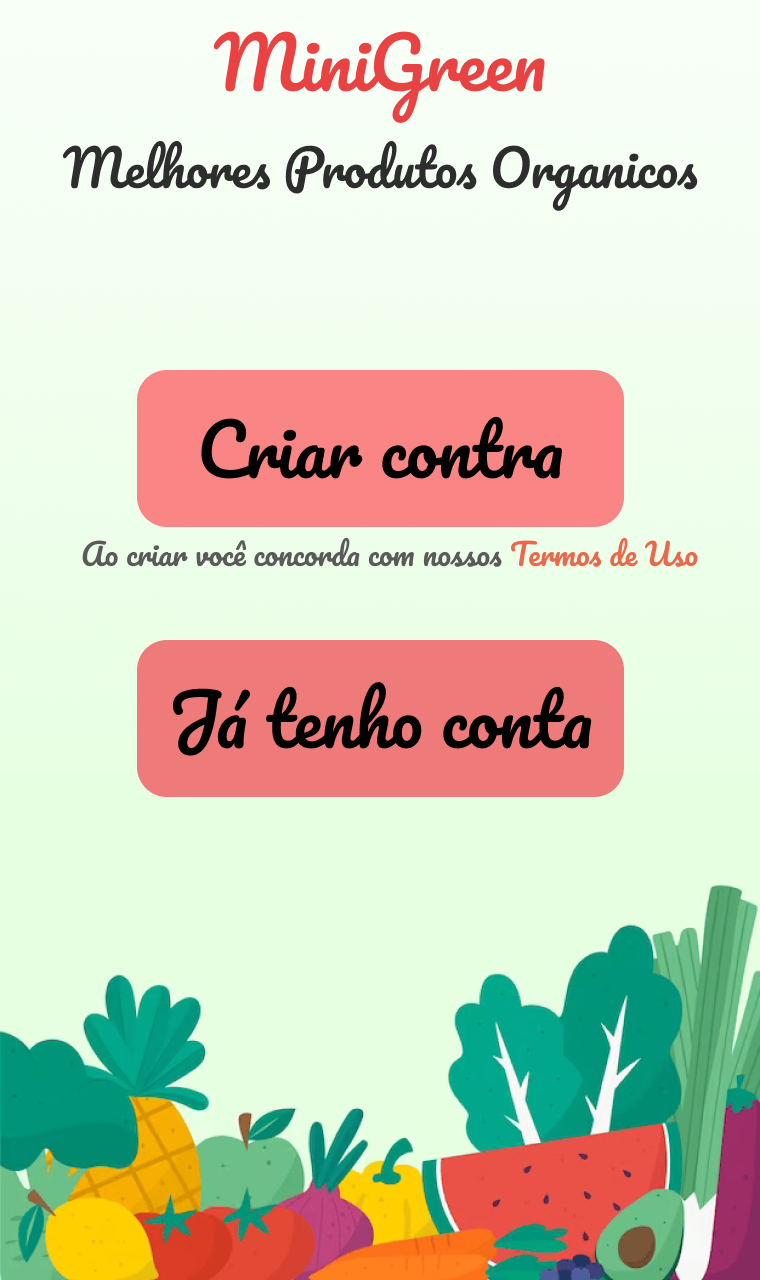 MiniGreen
Melhores Produtos Organicos
Criar contra
Ao criar você concorda com nossos Termos de Uso
Já tenho conta